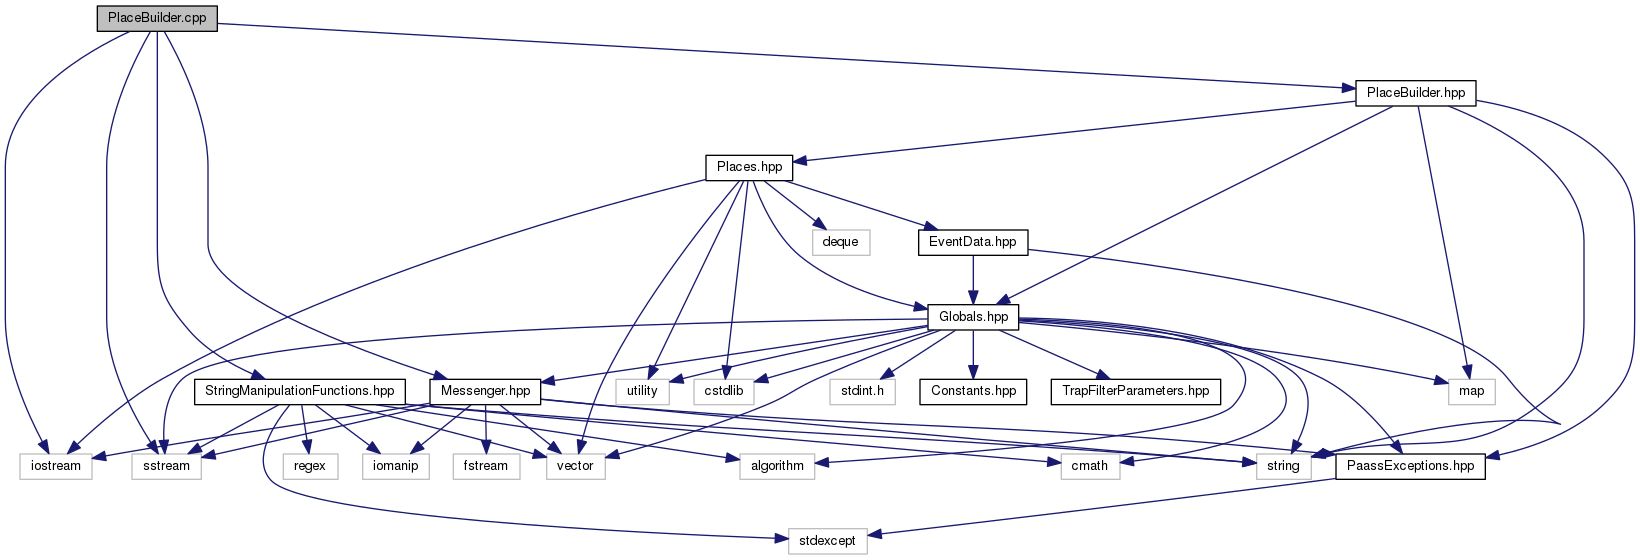 PlaceBuilder.cpp
PlaceBuilder.hpp
Places.hpp
deque
EventData.hpp
Globals.hpp
StringManipulationFunctions.hpp
Messenger.hpp
utility
cstdlib
stdint.h
Constants.hpp
TrapFilterParameters.hpp
map
iostream
sstream
regex
iomanip
fstream
vector
algorithm
cmath
string
PaassExceptions.hpp
stdexcept